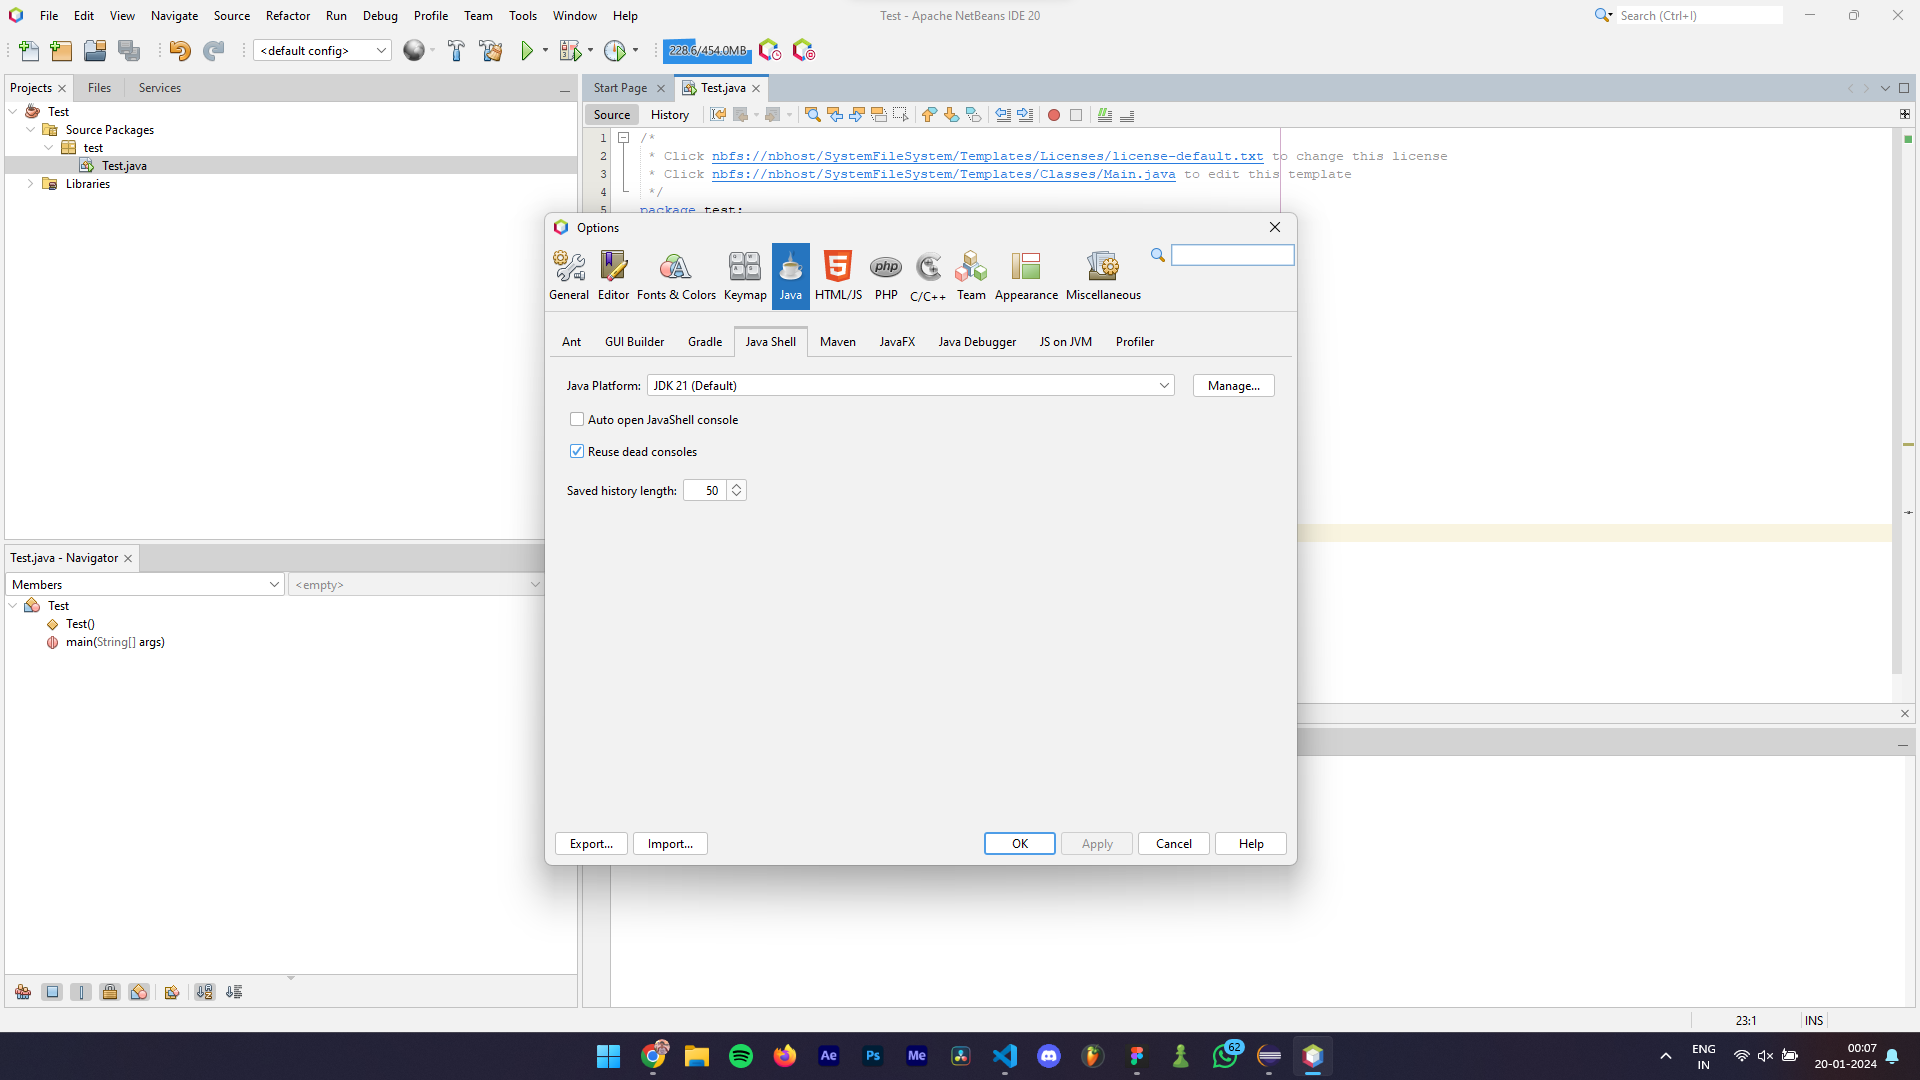 File Edit View Navigate Source Refactor Run Debug Profile Team Tools Window Help
Test - Apache NetBeans IDE 20
Search (Ctrl+I)
<default config>
228.6/454.0MB
Projects Files Services
Start Page Test.java
Test
Source Packages
test
Test.java
Libraries
Source History
1 /*
2 * Click nbfs://nbhost/SystemFileSystem/Templates/Licenses/license-default.txt to change this license
3 * Click nbfs://nbhost/SystemFileSystem/Templates/Classes/Main.java to edit this template
4 */
5 package test;
Options
General Editor Fonts & Colors Keymap Java HTML/JS PHP C/C++ Team Appearance Miscellaneous
Ant GUI Builder Gradle Java Shell Maven JavaFX Java Debugger JS on JVM Profiler
Java Platform: JDK 21 (Default) Manage...
Auto open JavaShell console
Reuse dead consoles
Saved history length: 50
Export... Import... OK Apply Cancel Help
Test.java - Navigator
Members <empty>
Test
Test()
main(String[] args)
23:1 INS
Ae Ps Me 62
ENG
IN
00:07
20-01-2024